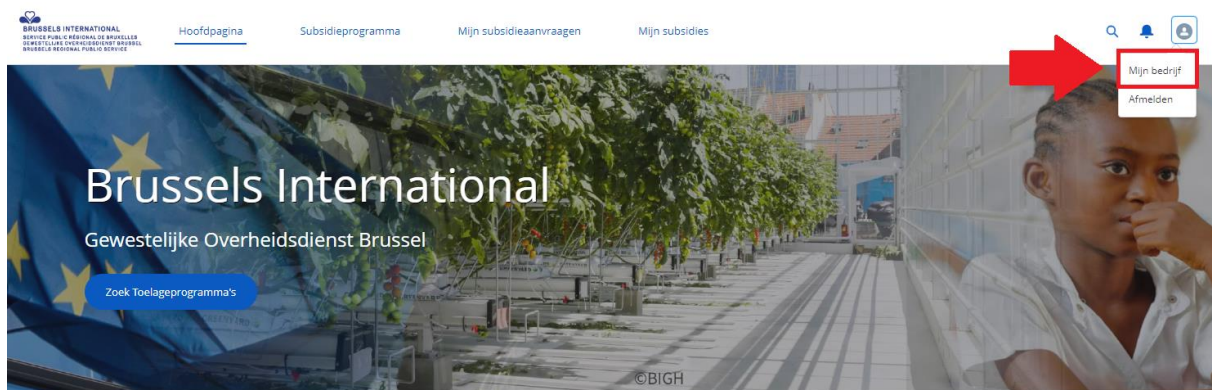 BRUSSELS INTERNATIONAL
SERVICE PUBLIC RÉGIONAL DE BRUXELLES
GEWESTELIJKE OVERHEIDSDIENST BRUSSEL
BRUSSELS REGIONAL PUBLIC SERVICE
Hoofdpagina
Subsidieprogramma
Mijn subsidieaanvraagen
Mijn subsidies
Mijn bedrijf
Afmelden
Brussels International
Gewestelijke Overheidsdienst Brussel
Zoek Toelageprogramma's
©BIGH